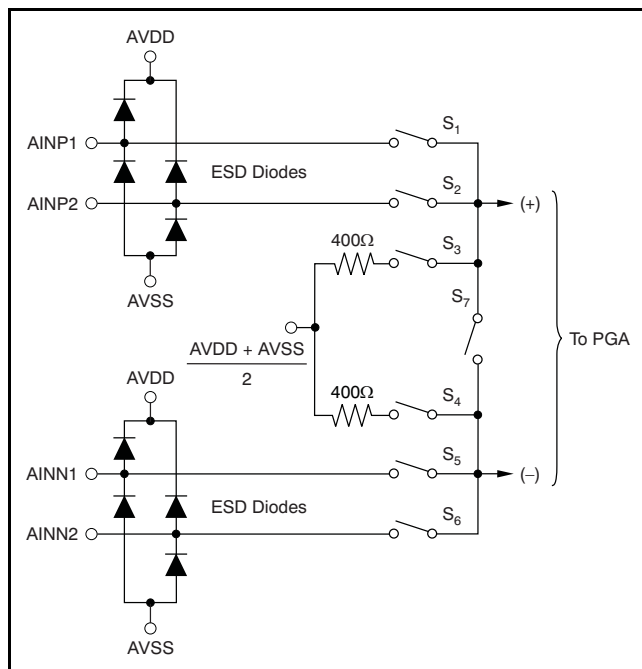 AVDD
AINP1
S1
ESD Diodes
AINP2
S2
(+)
400Ω
S3
AVSS
S7
AVDD + AVSS
2
To PGA
AVDD
400Ω
S4
AINN1
S5
(–)
ESD Diodes
AINN2
S6
AVSS